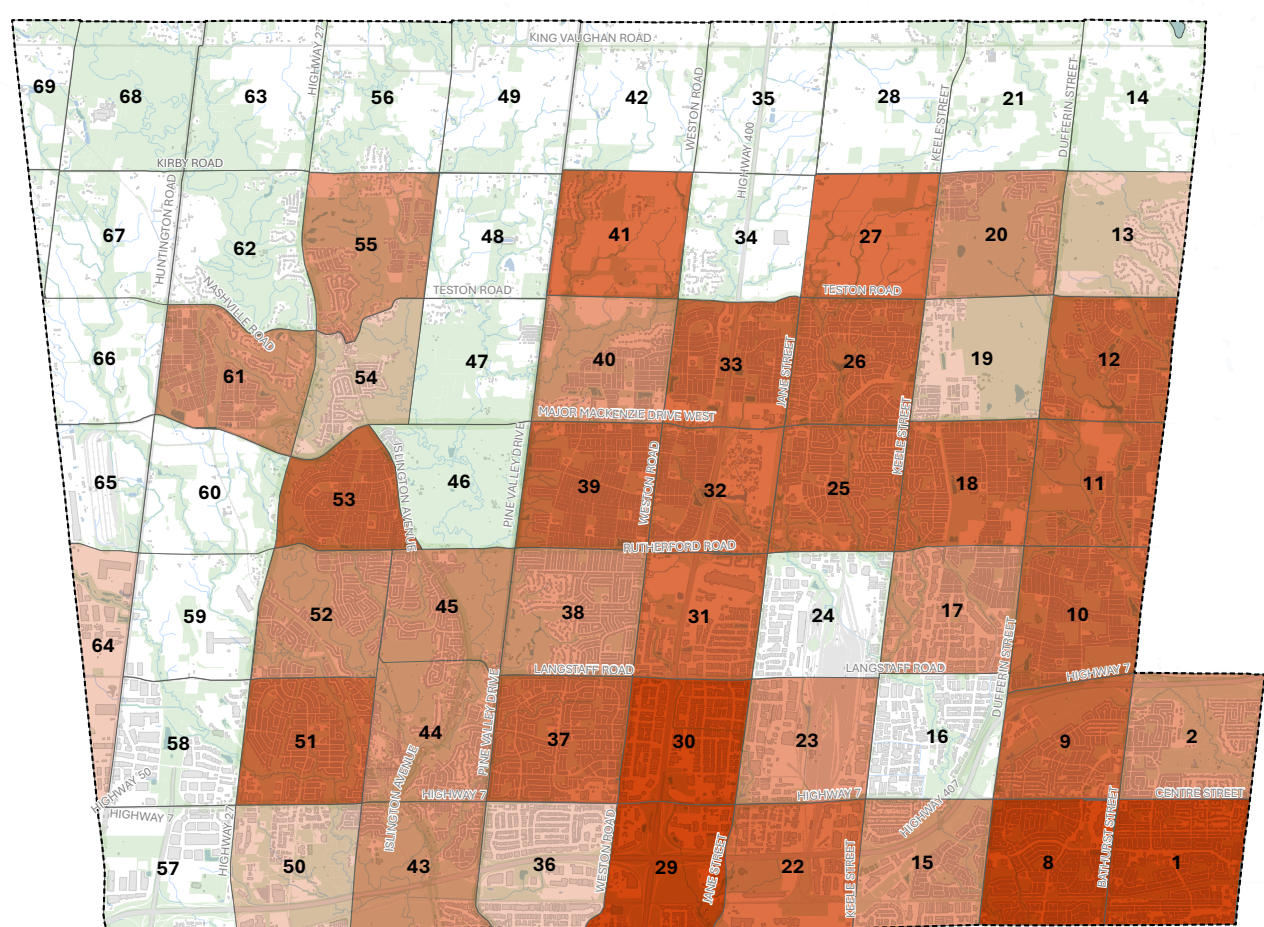 KING VAUGHAN ROAD
HIGHWAY 27
69
68
63
56
49
42
WESTON ROAD
35
HIGHWAY 400
28
KEELE STREET
21
DUFFERIN STREET
14
KIRBY ROAD
67
HUNTINGTON ROAD
62
55
48
41
34
27
20
13
NASHVILLE ROAD
TESTON ROAD
TESTON ROAD
66
61
54
47
40
33
JANE STREET
26
19
12
MAJOR MACKENZIE DRIVE WEST
KEELE STREET
65
60
53
ISLINGTON AVENUE
46
PINE VALLEY DRIVE
39
WESTON ROAD
32
25
18
11
RUTHERFORD ROAD
64
59
52
45
38
31
24
17
DUFFERIN STREET
10
LANGSTAFF ROAD
LANGSTAFF ROAD
HIGHWAY 7
58
51
44
PINE VALLEY DRIVE
37
30
23
16
9
2
HIGHWAY 50
HIGHWAY 7
HIGHWAY 7
HIGHWAY 7
CENTRE STREET
57
HIGHWAY 27
50
ISLINGTON AVENUE
43
36
WESTON ROAD
29
JANE STREET
22
KEELE STREET
15
HIGHWAY 407
8
BATHURST STREET
1